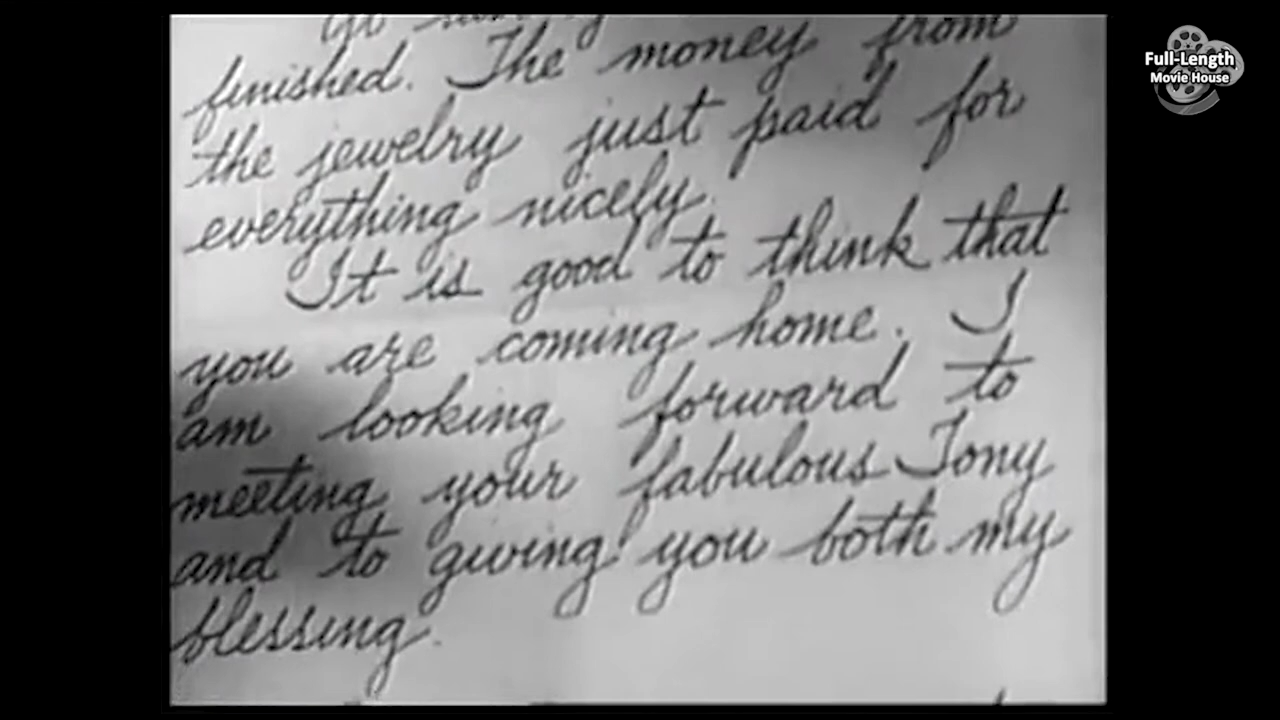 finished. The money from
the jewelry just paid for
everything nicely.
It is good to think that
you are coming home. I
am looking forward to
meeting your fabulous Tony
and to giving you both my
blessing.
Full-Length
Movie House